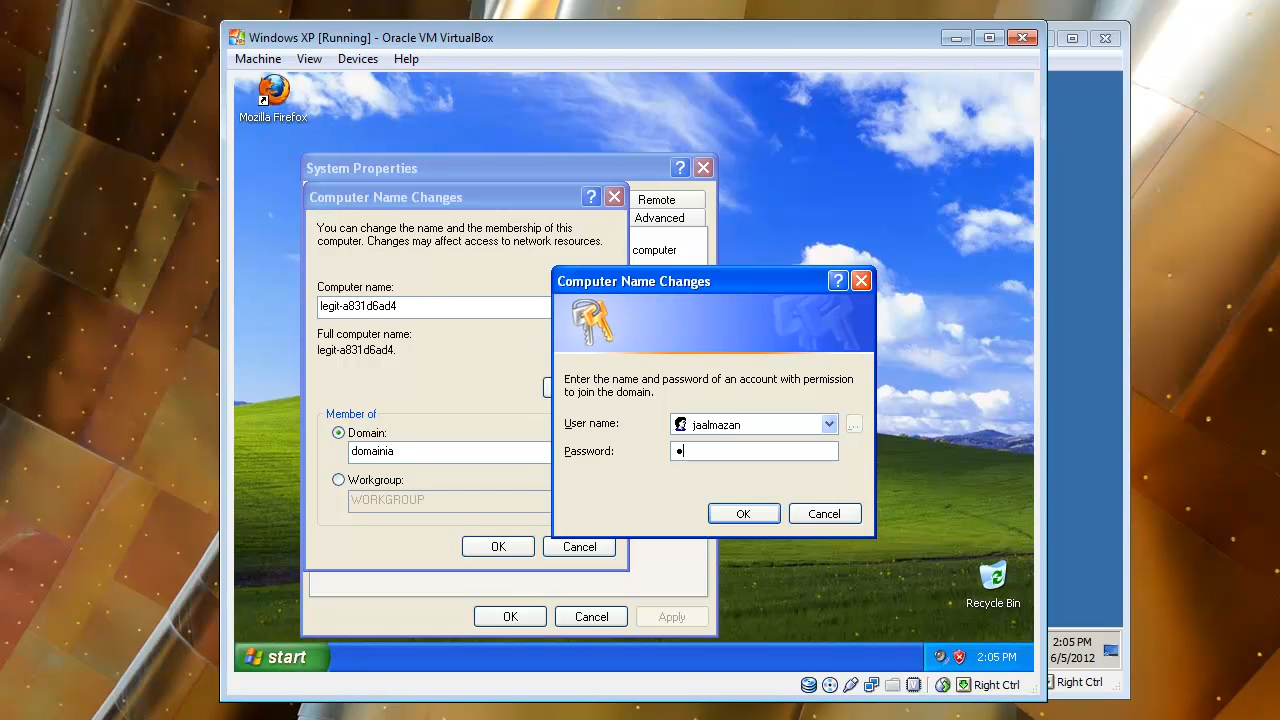 Windows XP [Running] - Oracle VM VirtualBox
Machine View Devices Help
Mozilla Firefox
System Properties
Computer Name Changes
Remote
Advanced
You can change the name and the membership of this
computer. Changes may affect access to network resources.
computer
Computer name:
legit-a831d6ad4
Full computer name:
legit-a831d6ad4.
Member of
Domain:
domainia
Workgroup:
WORKGROUP
OK Cancel
OK Cancel Apply
Computer Name Changes
Enter the name and password of an account with permission
to join the domain.
User name: jaalmazan
Password:
OK Cancel
Recycle Bin
start
2:05 PM
Right Ctrl
2:05 PM
6/5/2012
Right Ctrl